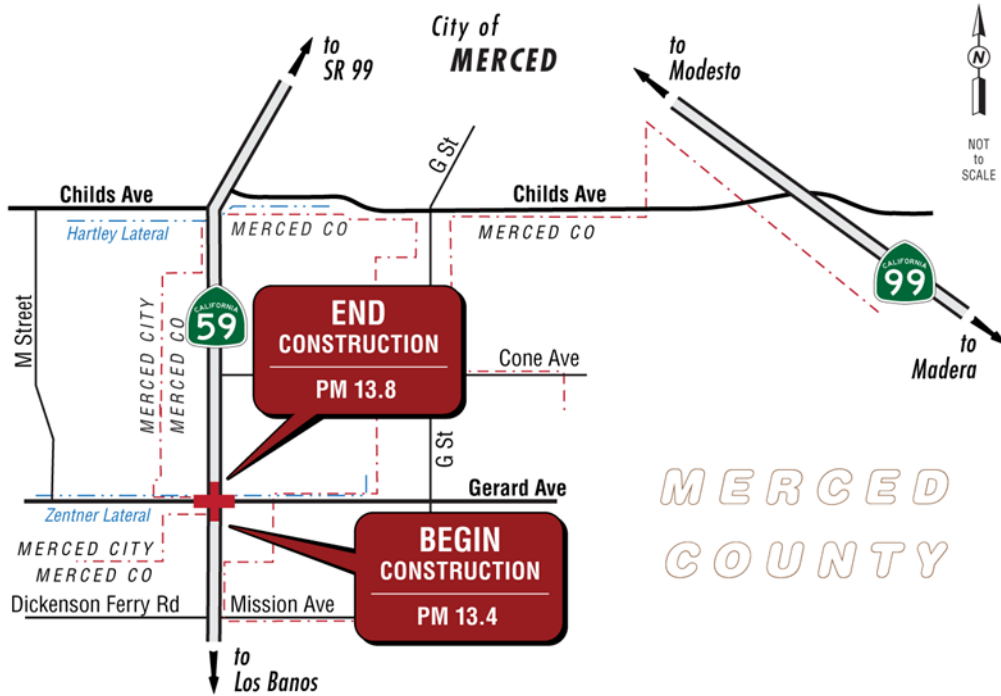 City of
MERCED
to
SR 99
to
Modesto
N
NOT
to
SCALE
G St
Childs Ave
Childs Ave
Hartley Lateral
MERCED CO
MERCED CO
CALIFORNIA
99
M Street
MERCED CITY
MERCED CO
CALIFORNIA
59
END
CONSTRUCTION
PM 13.8
Cone Ave
to
Madera
G St
Gerard Ave
Zentner Lateral
MERCED
COUNTY
MERCED CITY
MERCED CO
BEGIN
CONSTRUCTION
PM 13.4
Dickenson Ferry Rd
Mission Ave
to
Los Banos